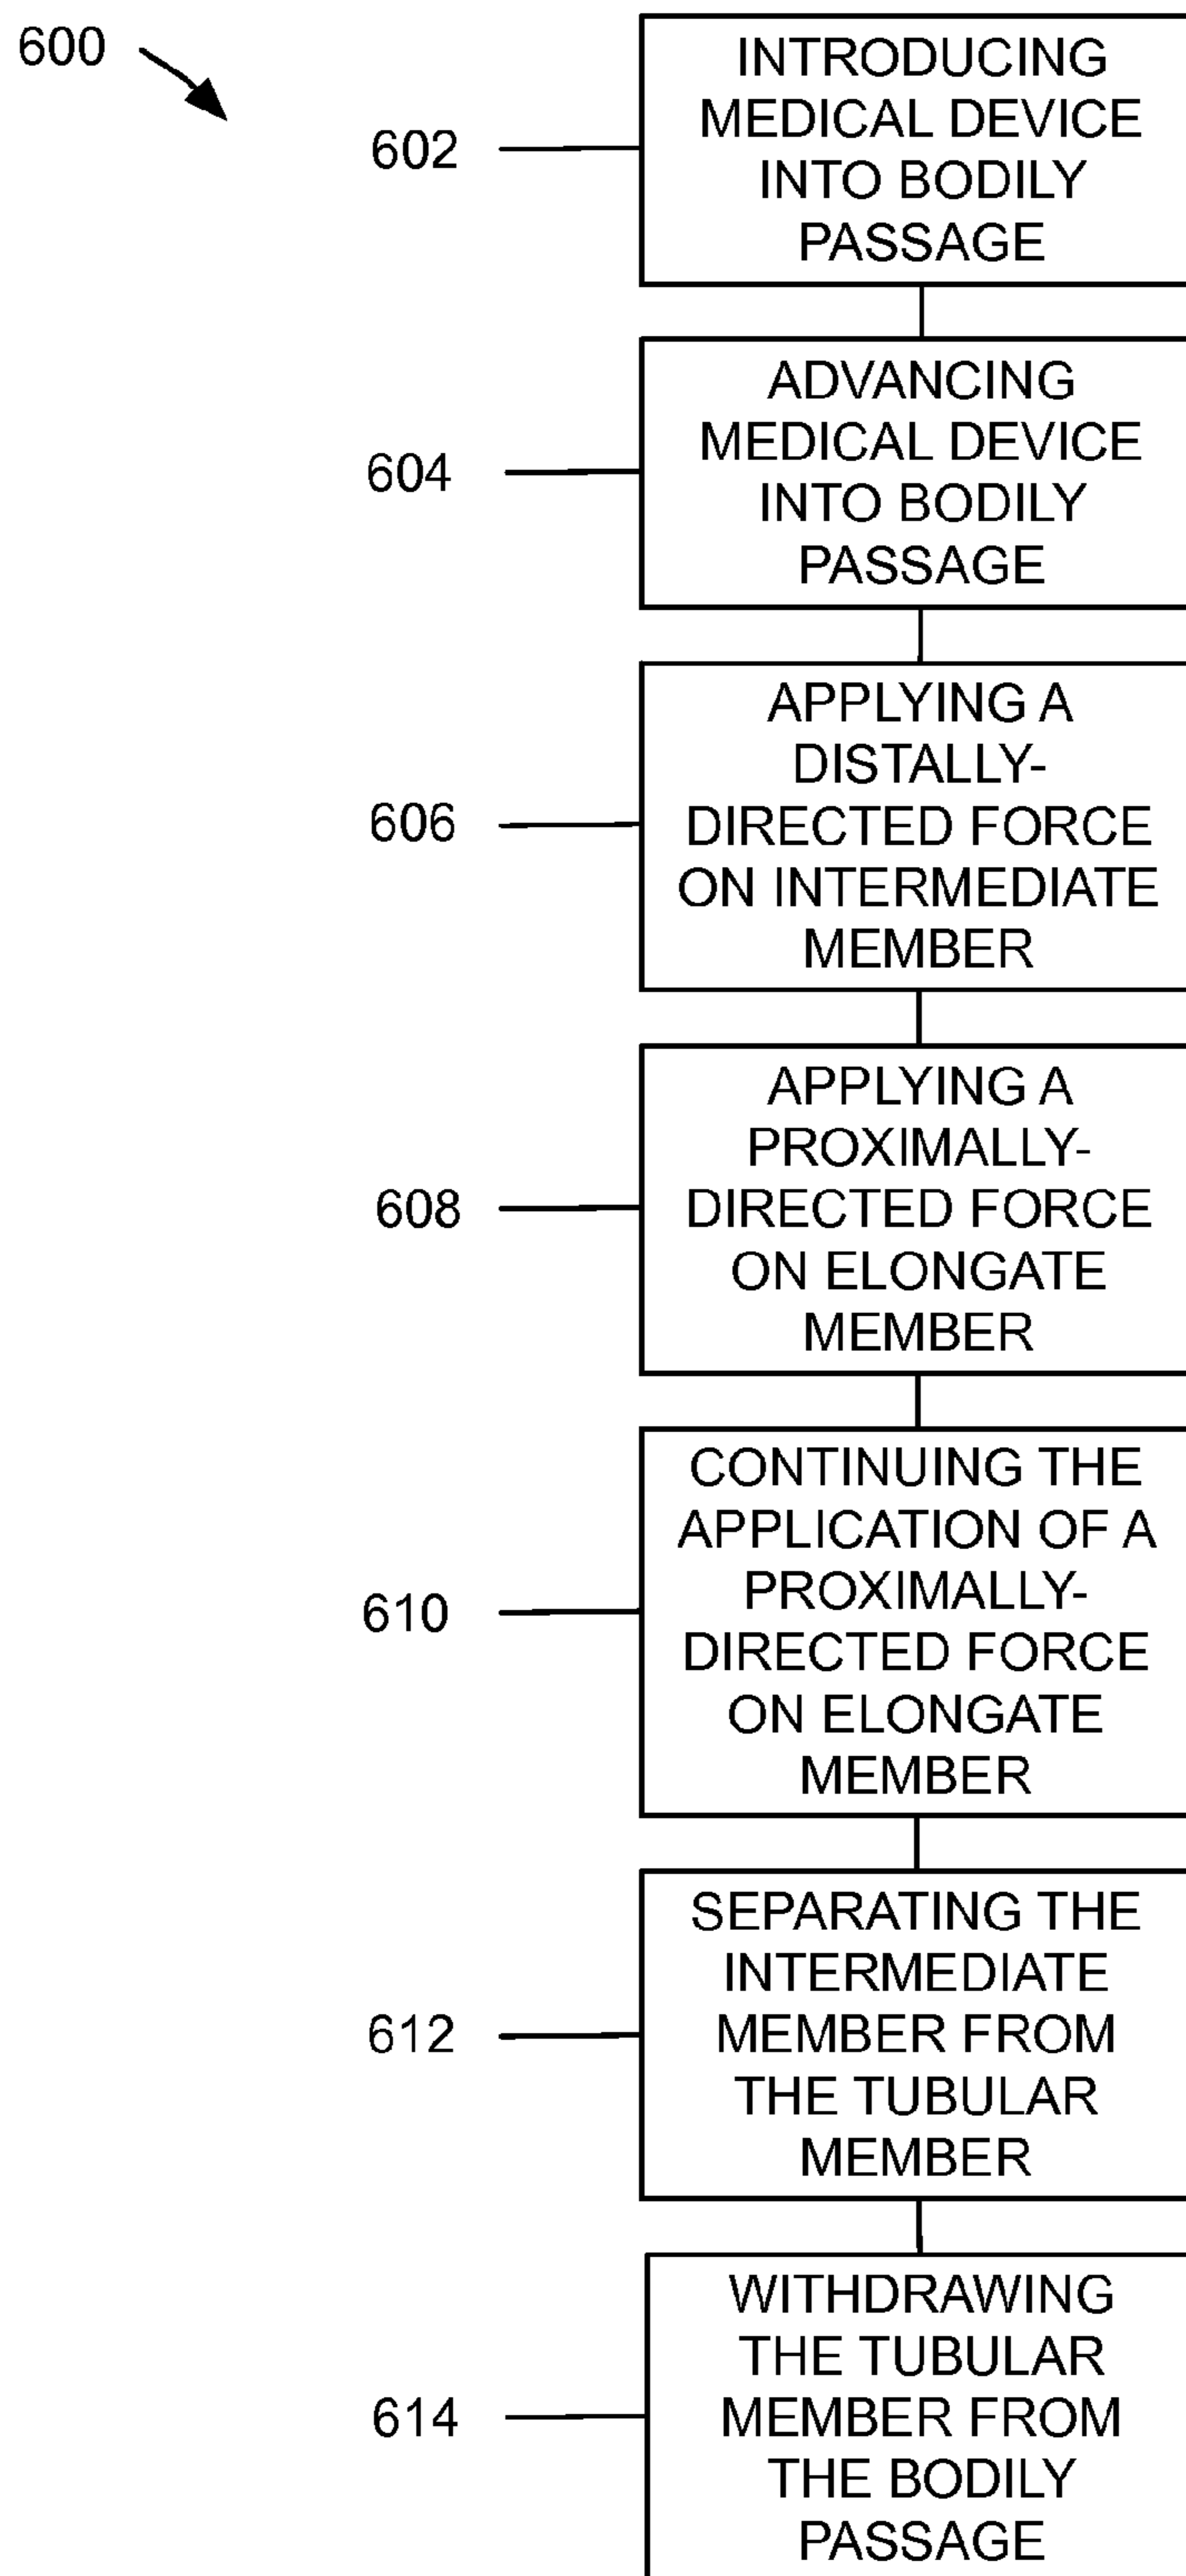 600
602
INTRODUCING
MEDICAL DEVICE
INTO BODILY
PASSAGE
604
ADVANCING
MEDICAL DEVICE
INTO BODILY
PASSAGE
606
APPLYING A
DISTALLY-
DIRECTED FORCE
ON INTERMEDIATE
MEMBER
608
APPLYING A
PROXIMALLY-
DIRECTED FORCE
ON ELONGATE
MEMBER
610
CONTINUING THE
APPLICATION OF A
PROXIMALLY-
DIRECTED FORCE
ON ELONGATE
MEMBER
612
SEPARATING THE
INTERMEDIATE
MEMBER FROM
THE TUBULAR
MEMBER
614
WITHDRAWING
THE TUBULAR
MEMBER FROM
THE BODILY
PASSAGE